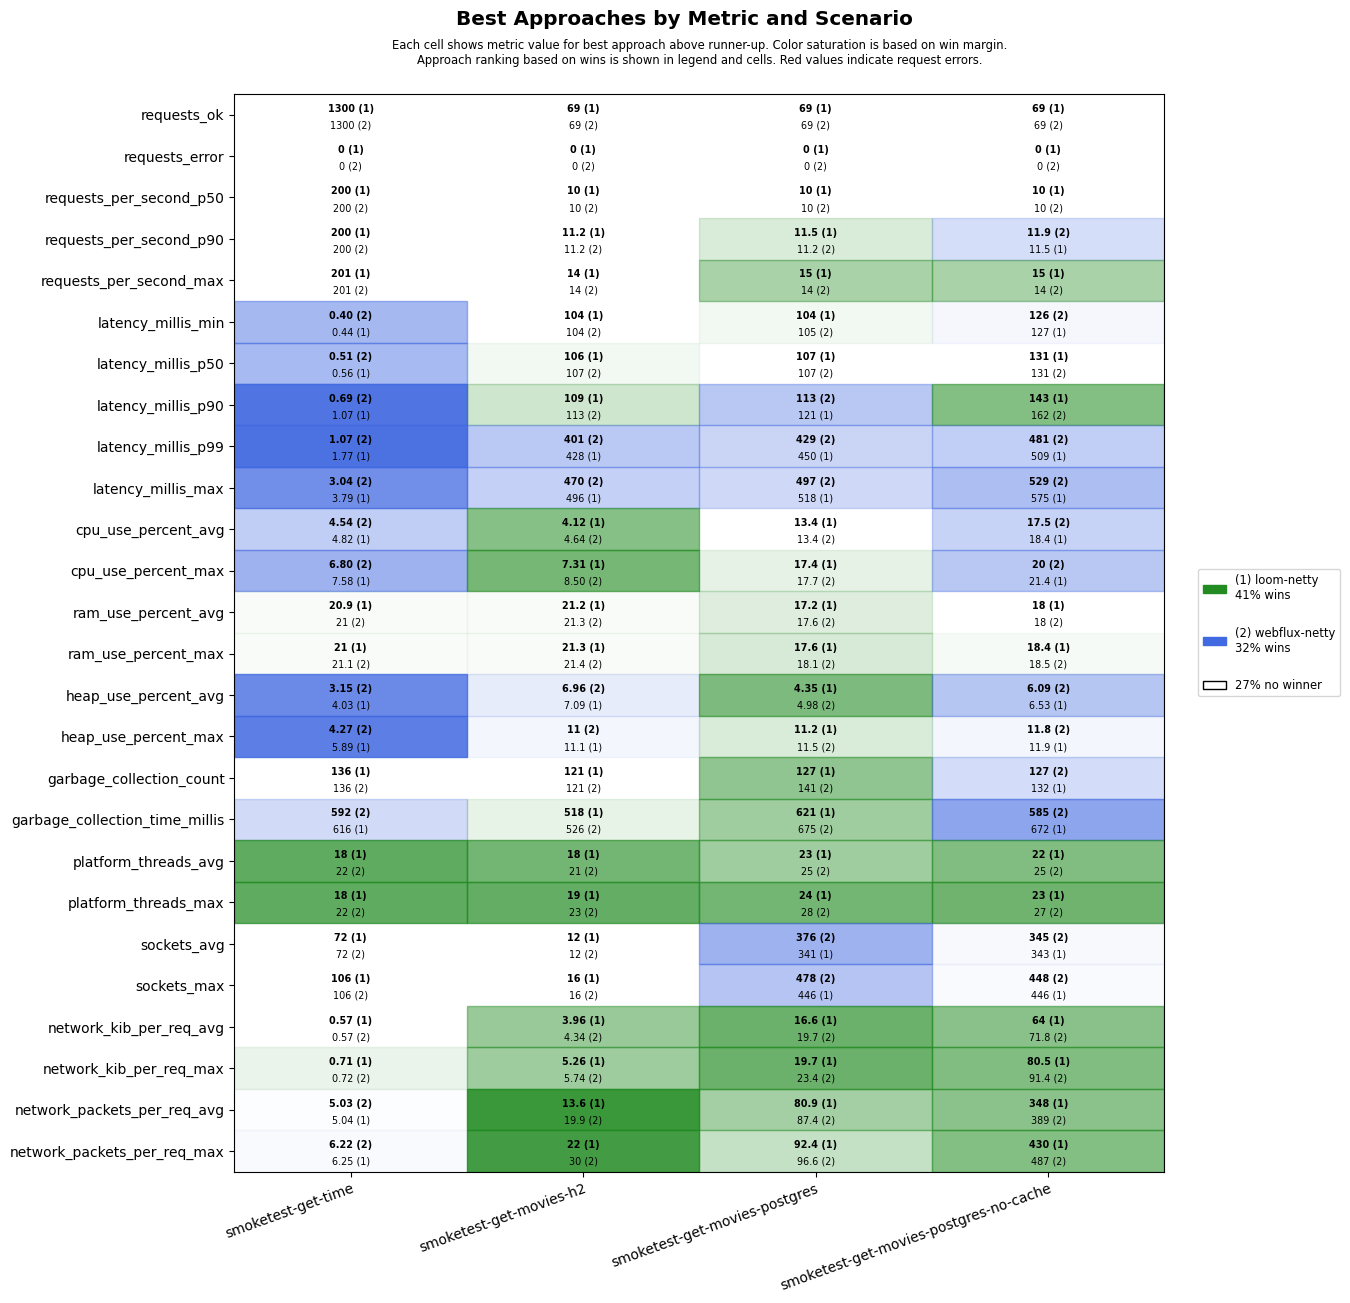 Best Approaches by Metric and Scenario
Each cell shows metric value for best approach above runner-up. Color saturation is based on win margin.
Approach ranking based on wins is shown in legend and cells. Red values indicate request errors.
requests_ok
1300 (1) 69 (1) 69 (1) 69 (1)
1300 (2) 69 (2) 69 (2) 69 (2)
requests_error
0 (1) 0 (1) 0 (1) 0 (1)
0 (2) 0 (2) 0 (2) 0 (2)
requests_per_second_p50
200 (1) 10 (1) 10 (1) 10 (1)
200 (2) 10 (2) 10 (2) 10 (2)
requests_per_second_p90
200 (1) 11.2 (1) 11.5 (1) 11.9 (2)
200 (2) 11.2 (2) 11.2 (2) 11.5 (1)
requests_per_second_max
201 (1) 14 (1) 15 (1) 15 (1)
201 (2) 14 (2) 14 (2) 14 (2)
latency_millis_min
0.40 (2) 104 (1) 104 (1) 126 (2)
0.44 (1) 104 (2) 105 (2) 127 (1)
latency_millis_p50
0.51 (2) 106 (1) 107 (1) 131 (1)
0.56 (1) 107 (2) 107 (2) 131 (2)
latency_millis_p90
0.69 (2) 109 (1) 113 (2) 143 (1)
1.07 (1) 113 (2) 121 (1) 162 (2)
latency_millis_p99
1.07 (2) 401 (2) 429 (2) 481 (2)
1.77 (1) 428 (1) 450 (1) 509 (1)
latency_millis_max
3.04 (2) 470 (2) 497 (2) 529 (2)
3.79 (1) 496 (1) 518 (1) 575 (1)
cpu_use_percent_avg
4.54 (2) 4.12 (1) 13.4 (1) 17.5 (2)
4.82 (1) 4.64 (2) 13.4 (2) 18.4 (1)
cpu_use_percent_max
6.80 (2) 7.31 (1) 17.4 (1) 20 (2)
7.58 (1) 8.50 (2) 17.7 (2) 21.4 (1)
ram_use_percent_avg
20.9 (1) 21.2 (1) 17.2 (1) 18 (1)
21 (2) 21.3 (2) 17.6 (2) 18 (2)
ram_use_percent_max
21 (1) 21.3 (1) 17.6 (1) 18.4 (1)
21.1 (2) 21.4 (2) 18.1 (2) 18.5 (2)
heap_use_percent_avg
3.15 (2) 6.96 (2) 4.35 (1) 6.09 (2)
4.03 (1) 7.09 (1) 4.98 (2) 6.53 (1)
heap_use_percent_max
4.27 (2) 11 (2) 11.2 (1) 11.8 (2)
5.89 (1) 11.1 (1) 11.5 (2) 11.9 (1)
garbage_collection_count
136 (1) 121 (1) 127 (1) 127 (2)
136 (2) 121 (2) 141 (2) 132 (1)
garbage_collection_time_millis
592 (2) 518 (1) 621 (1) 585 (2)
616 (1) 526 (2) 675 (2) 672 (1)
platform_threads_avg
18 (1) 18 (1) 23 (1) 22 (1)
22 (2) 21 (2) 25 (2) 25 (2)
platform_threads_max
18 (1) 19 (1) 24 (1) 23 (1)
22 (2) 23 (2) 28 (2) 27 (2)
sockets_avg
72 (1) 12 (1) 376 (2) 345 (2)
72 (2) 12 (2) 341 (1) 343 (1)
sockets_max
106 (1) 16 (1) 478 (2) 448 (2)
106 (2) 16 (2) 446 (1) 446 (1)
network_kib_per_req_avg
0.57 (1) 3.96 (1) 16.6 (1) 64 (1)
0.57 (2) 4.34 (2) 19.7 (2) 71.8 (2)
network_kib_per_req_max
0.71 (1) 5.26 (1) 19.7 (1) 80.5 (1)
0.72 (2) 5.74 (2) 23.4 (2) 91.4 (2)
network_packets_per_req_avg
5.03 (2) 13.6 (1) 80.9 (1) 348 (1)
5.04 (1) 19.9 (2) 87.4 (2) 389 (2)
network_packets_per_req_max
6.22 (2) 22 (1) 92.4 (1) 430 (1)
6.25 (1) 30 (2) 96.6 (2) 487 (2)
smoketest-get-time
smoketest-get-movies-h2
smoketest-get-movies-postgres
smoketest-get-movies-postgres-no-cache
(1) loom-netty
41% wins
(2) webflux-netty
32% wins
27% no winner